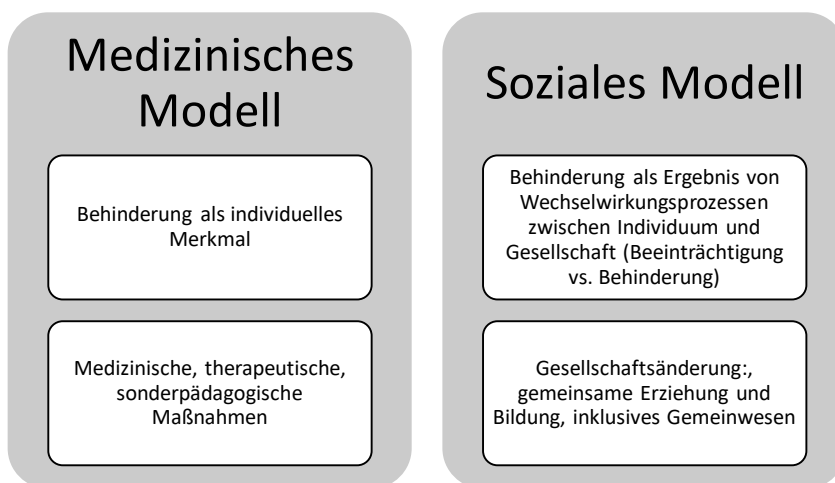 Medizinisches
Modell
Behinderung als individuelles
Merkmal
Medizinische, therapeutische,
sonderpädagogische
Maßnahmen
Soziales Modell
Behinderung als Ergebnis von
Wechselwirkungsprozessen
zwischen Individuum und
Gesellschaft (Beeinträchtigung
vs. Behinderung)
Gesellschaftsänderung:,
gemeinsame Erziehung und
Bildung, inklusives Gemeinwesen